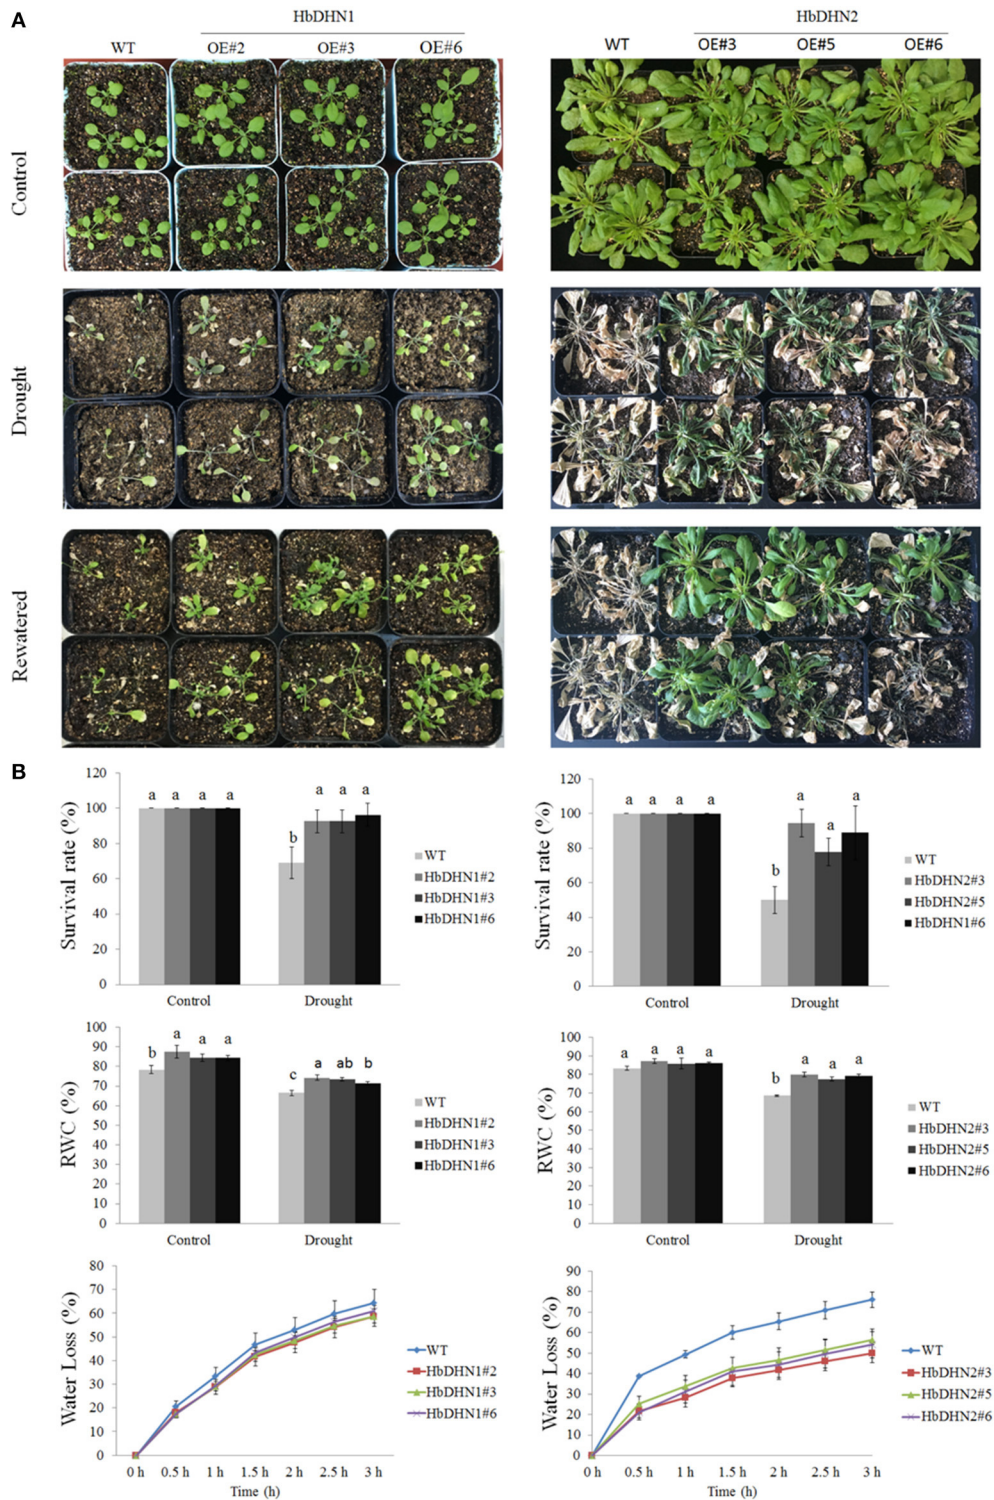 A
HbDHN1
HbDHN2
WT OE#2 OE#3 OE#6
WT OE#3 OE#5 OE#6
Control
Drought
Rewatered
B
Survival rate (%)
120
100
80
60
40
20
0
a a a a
b a a a
Control Drought
WT
HbDHN1#2
HbDHN1#3
HbDHN1#6
Survival rate (%)
120
100
80
60
40
20
0
a a a a
b a a a
Control Drought
WT
HbDHN2#3
HbDHN2#5
HbDHN1#6
RWC (%)
100
90
80
70
60
50
40
30
20
10
0
b a a a
c a ab b
Control Drought
WT
HbDHN1#2
HbDHN1#3
HbDHN1#6
RWC (%)
100
90
80
70
60
50
40
30
20
10
0
a a a a
b a a a
Control Drought
WT
HbDHN2#3
HbDHN2#5
HbDHN2#6
Water Loss (%)
80
70
60
50
40
30
20
10
0
0 h 0.5 h 1 h 1.5 h 2 h 2.5 h 3 h
Time (h)
WT
HbDHN1#2
HbDHN1#3
HbDHN1#6
Water Loss (%)
90
80
70
60
50
40
30
20
10
0
0 h 0.5 h 1 h 1.5 h 2 h 2.5 h 3 h
Time (h)
WT
HbDHN2#3
HbDHN2#5
HbDHN2#6